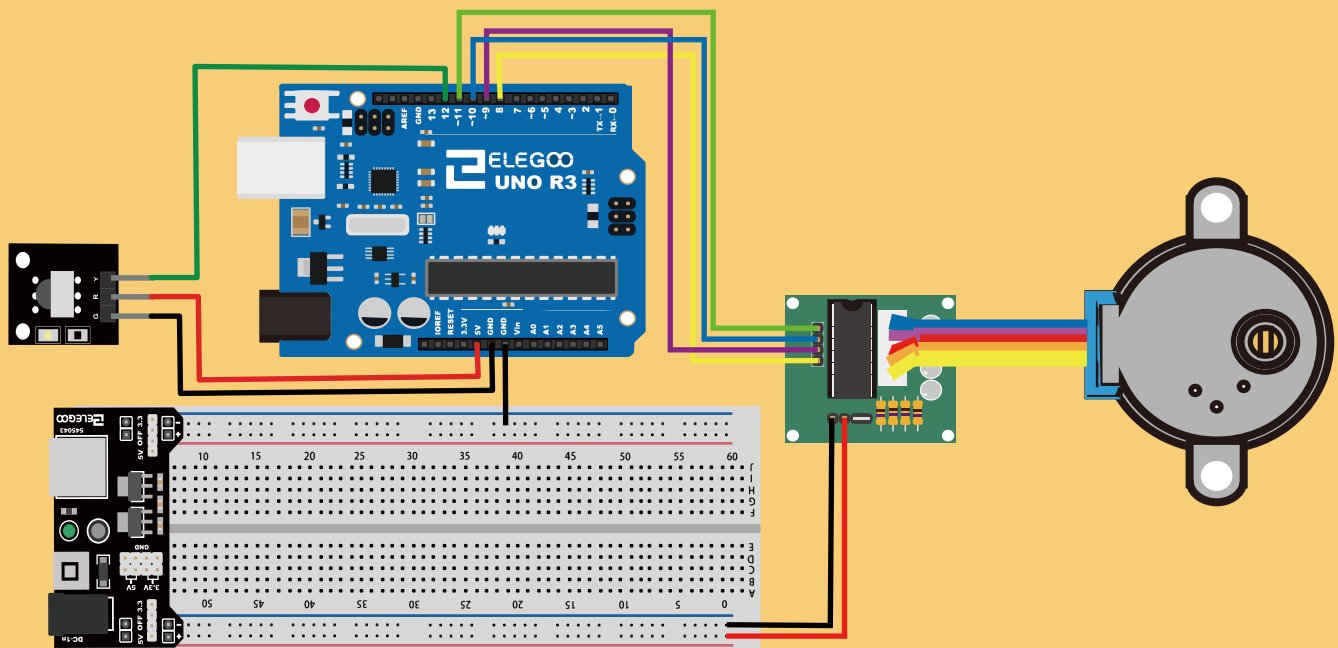 AREF
GND
13
12
~11
~10
~9
8
7
~6
~5
4
~3
2
TX→1
RX←0
ELEGOO
UNO R3
Y
R
G
IOREF
RESET
3.3V
5V
GND
GND
Vin
A0
A1
A2
A3
A4
A5
ELEGOO
545043
5V OFF 3.3
- +
10 15 20 25 30 35 40 45 50 55 60
J
I
H
G
F
E
D
C
B
A
GND
5V
3.3V
50 45 40 35 30 25 20 15 10 5 0
5V OFF 3.3
- +